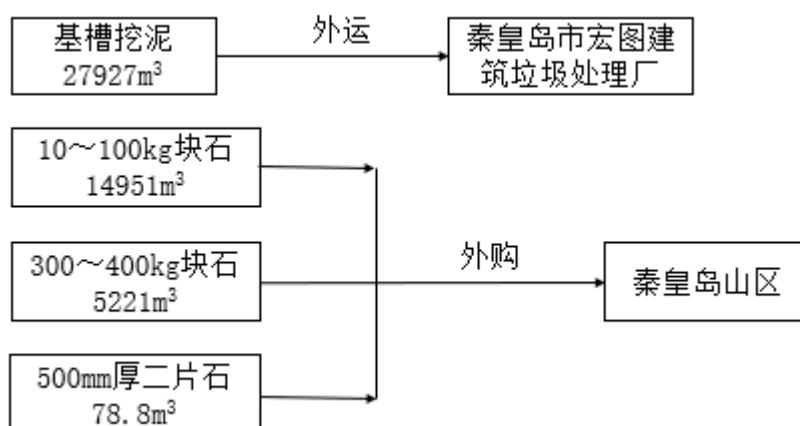 基槽挖泥
27927m³
外运
秦皇岛市宏图建
筑垃圾处理厂
10～100kg块石
14951m³
300～400kg块石
5221m³
外购
秦皇岛山区
500mm厚二片石
78.8m³